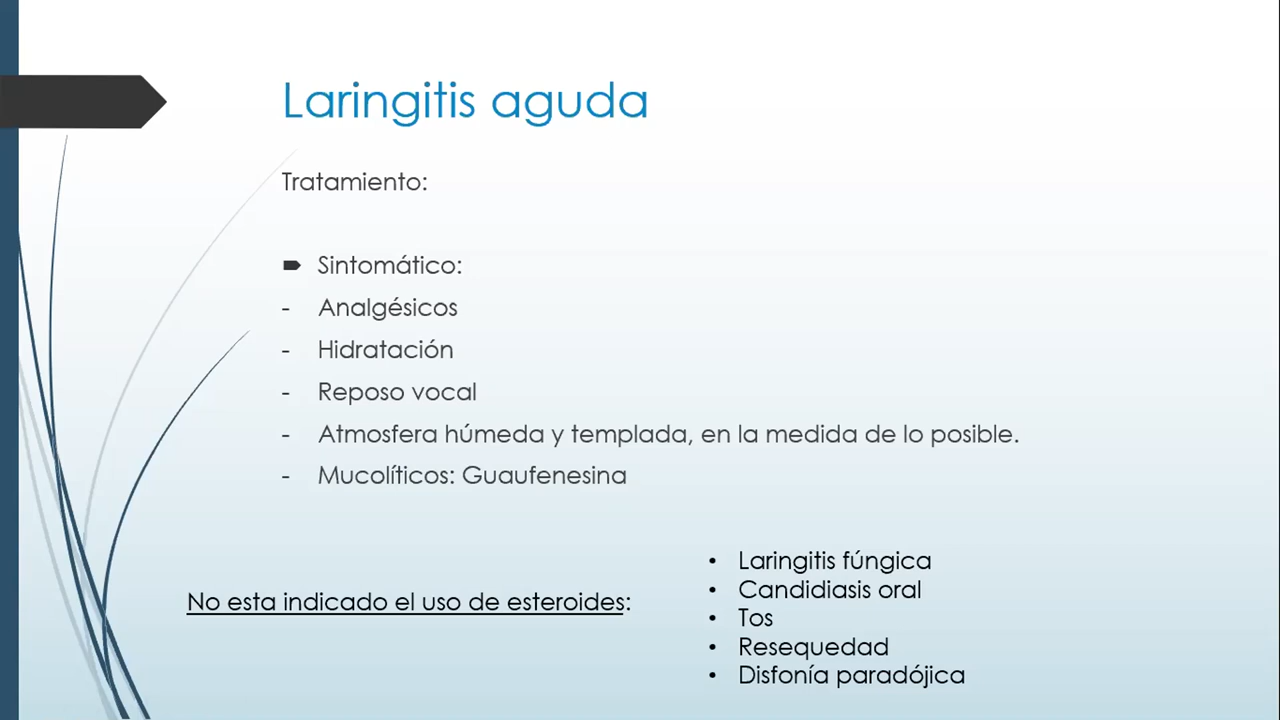 Laringitis aguda
Tratamiento:
Sintomático:
- Analgésicos
- Hidratación
- Reposo vocal
- Atmosfera húmeda y templada, en la medida de lo posible.
- Mucolíticos: Guaufenesina
No esta indicado el uso de esteroides:
• Laringitis fúngica
• Candidiasis oral
• Tos
• Resequedad
• Disfonía paradójica